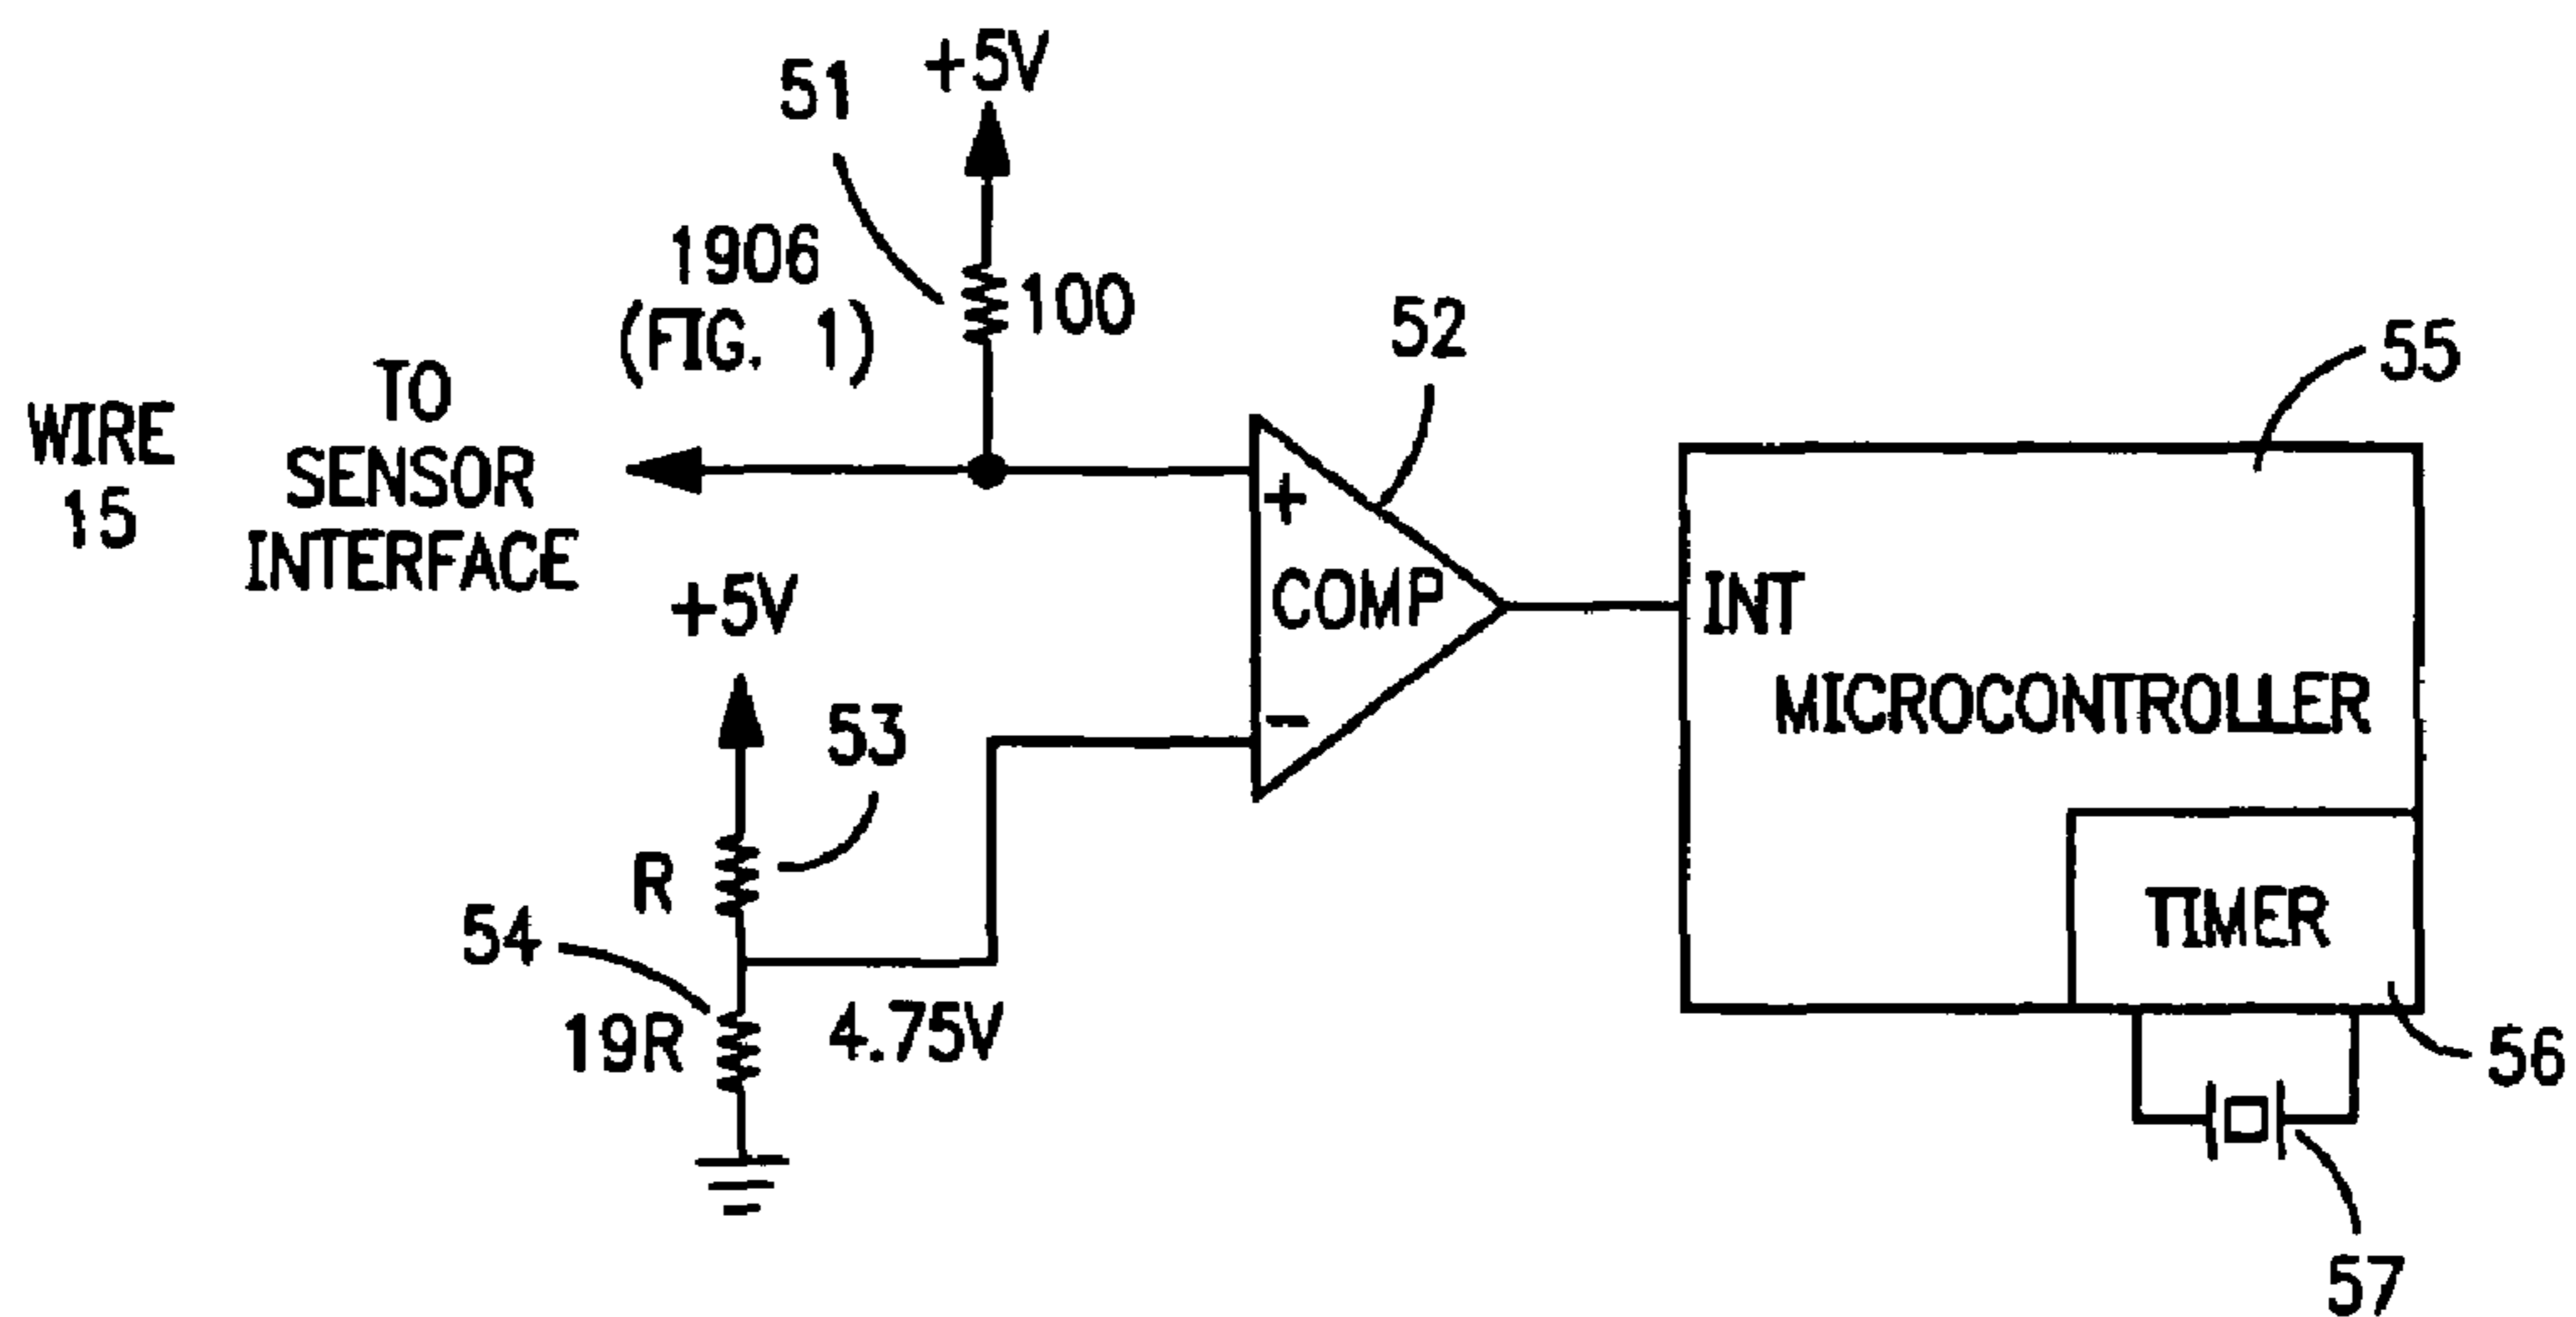 +5V
51
1906
(FIG. 1)
100
TO
SENSOR
INTERFACE
WIRE
15
52
55
+
COMP
-
INT
MICROCONTROLLER
+5V
53
R
54
19R
4.75V
TIMER
56
57